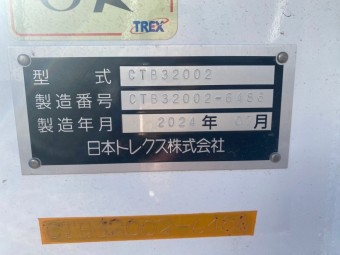 TREX
型式 CTB32002
製造番号 CTB32002-
製造年月 2024年 月
日本トレクス株式会社